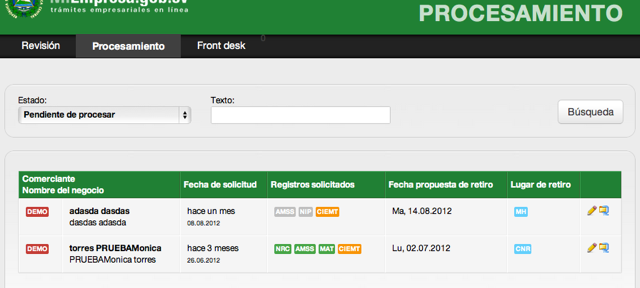 miEmpresa.gob.sv
trámites empresariales en línea
PROCESAMIENTO
Revisión Procesamiento Front desk
Estado: Texto:
Pendiente de procesar Búsqueda
Comerciante
Nombre del negocio Fecha de solicitud Registros solicitados Fecha propuesta de retiro Lugar de retiro
DEMO adasda dasdas hace un mes AMSS NIP CIEMT Ma, 14.08.2012 MH
dasdas adasda 08.08.2012
DEMO torres PRUEBAMonica hace 3 meses NRC AMSS MAT CIEMT Lu, 02.07.2012 CNR
PRUEBAMonica torres 26.06.2012